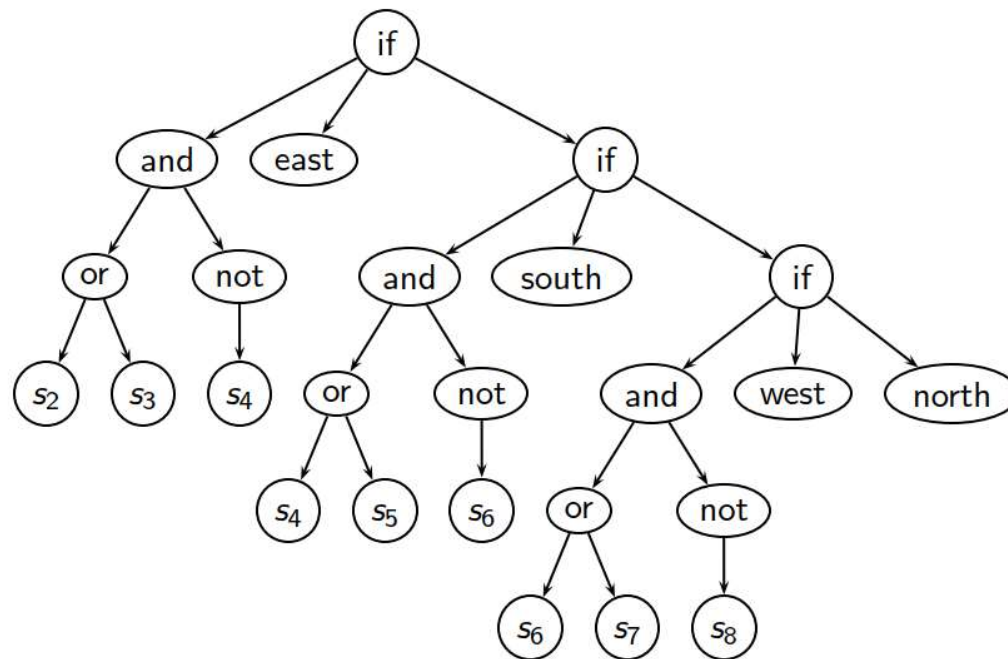 if
and east if
or not and south if
s₂ s₃ s₄ or not and west north
s₄ s₅ s₆ or not
s₆ s₇ s₈